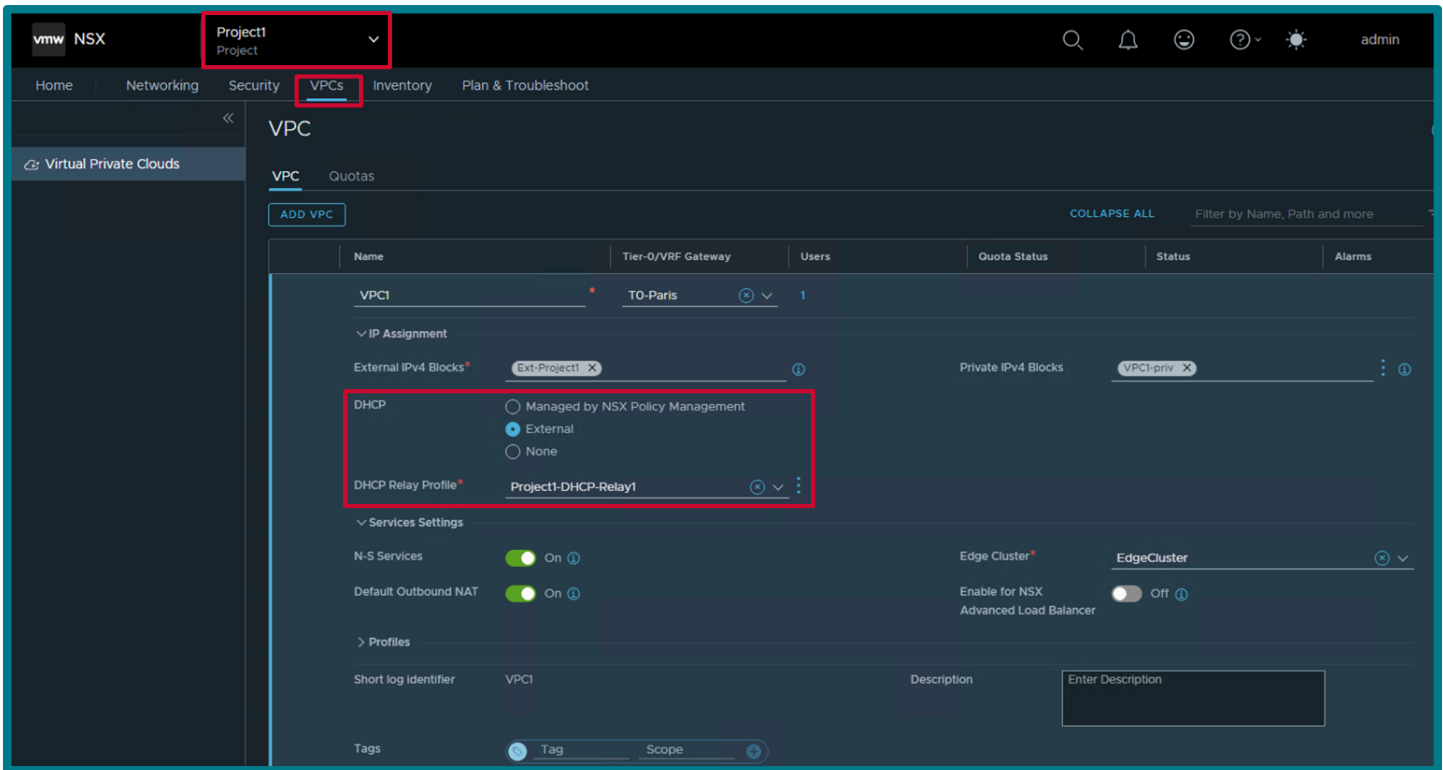 vmw NSX
Project1
Project
admin
Home
Networking
Security
VPCs
Inventory
Plan & Troubleshoot
Virtual Private Clouds
VPC
VPC
Quotas
ADD VPC
COLLAPSE ALL
Filter by Name, Path and more
Name
Tier-0/VRF Gateway
Users
Quota Status
Status
Alarms
VPC1 *
T0-Paris
1
IP Assignment
External IPv4 Blocks*
Ext-Project1
Private IPv4 Blocks
VPC1-priv
DHCP
Managed by NSX Policy Management
External
None
DHCP Relay Profile*
Project1-DHCP-Relay1
Services Settings
N-S Services
On
Edge Cluster*
EdgeCluster
Default Outbound NAT
On
Enable for NSX
Advanced Load Balancer
Off
Profiles
Short log identifier
VPC1
Description
Enter Description
Tags
Tag
Scope